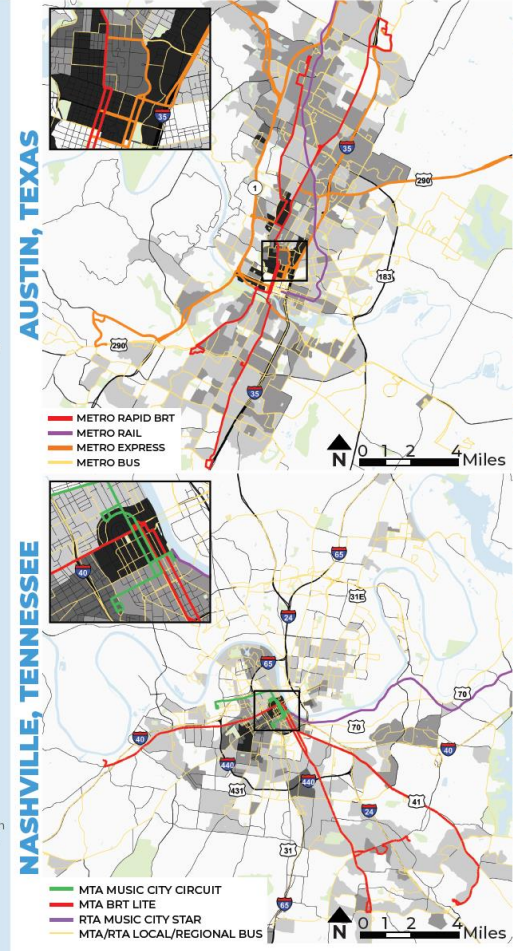 AUSTIN, TEXAS
35
1
35
290
183
290
35
METRO RAPID BRT
METRO RAIL
METRO EXPRESS
METRO BUS
N
0 1 2 4 Miles
NASHVILLE, TENNESSEE
40
65
31E
24
65
70
70
40
40
440
440
431
41
24
31
65
n
MTA MUSIC CITY CIRCUIT
MTA BRT LITE
RTA MUSIC CITY STAR
MTA/RTA LOCAL/REGIONAL BUS
N
0 1 2 4 Miles